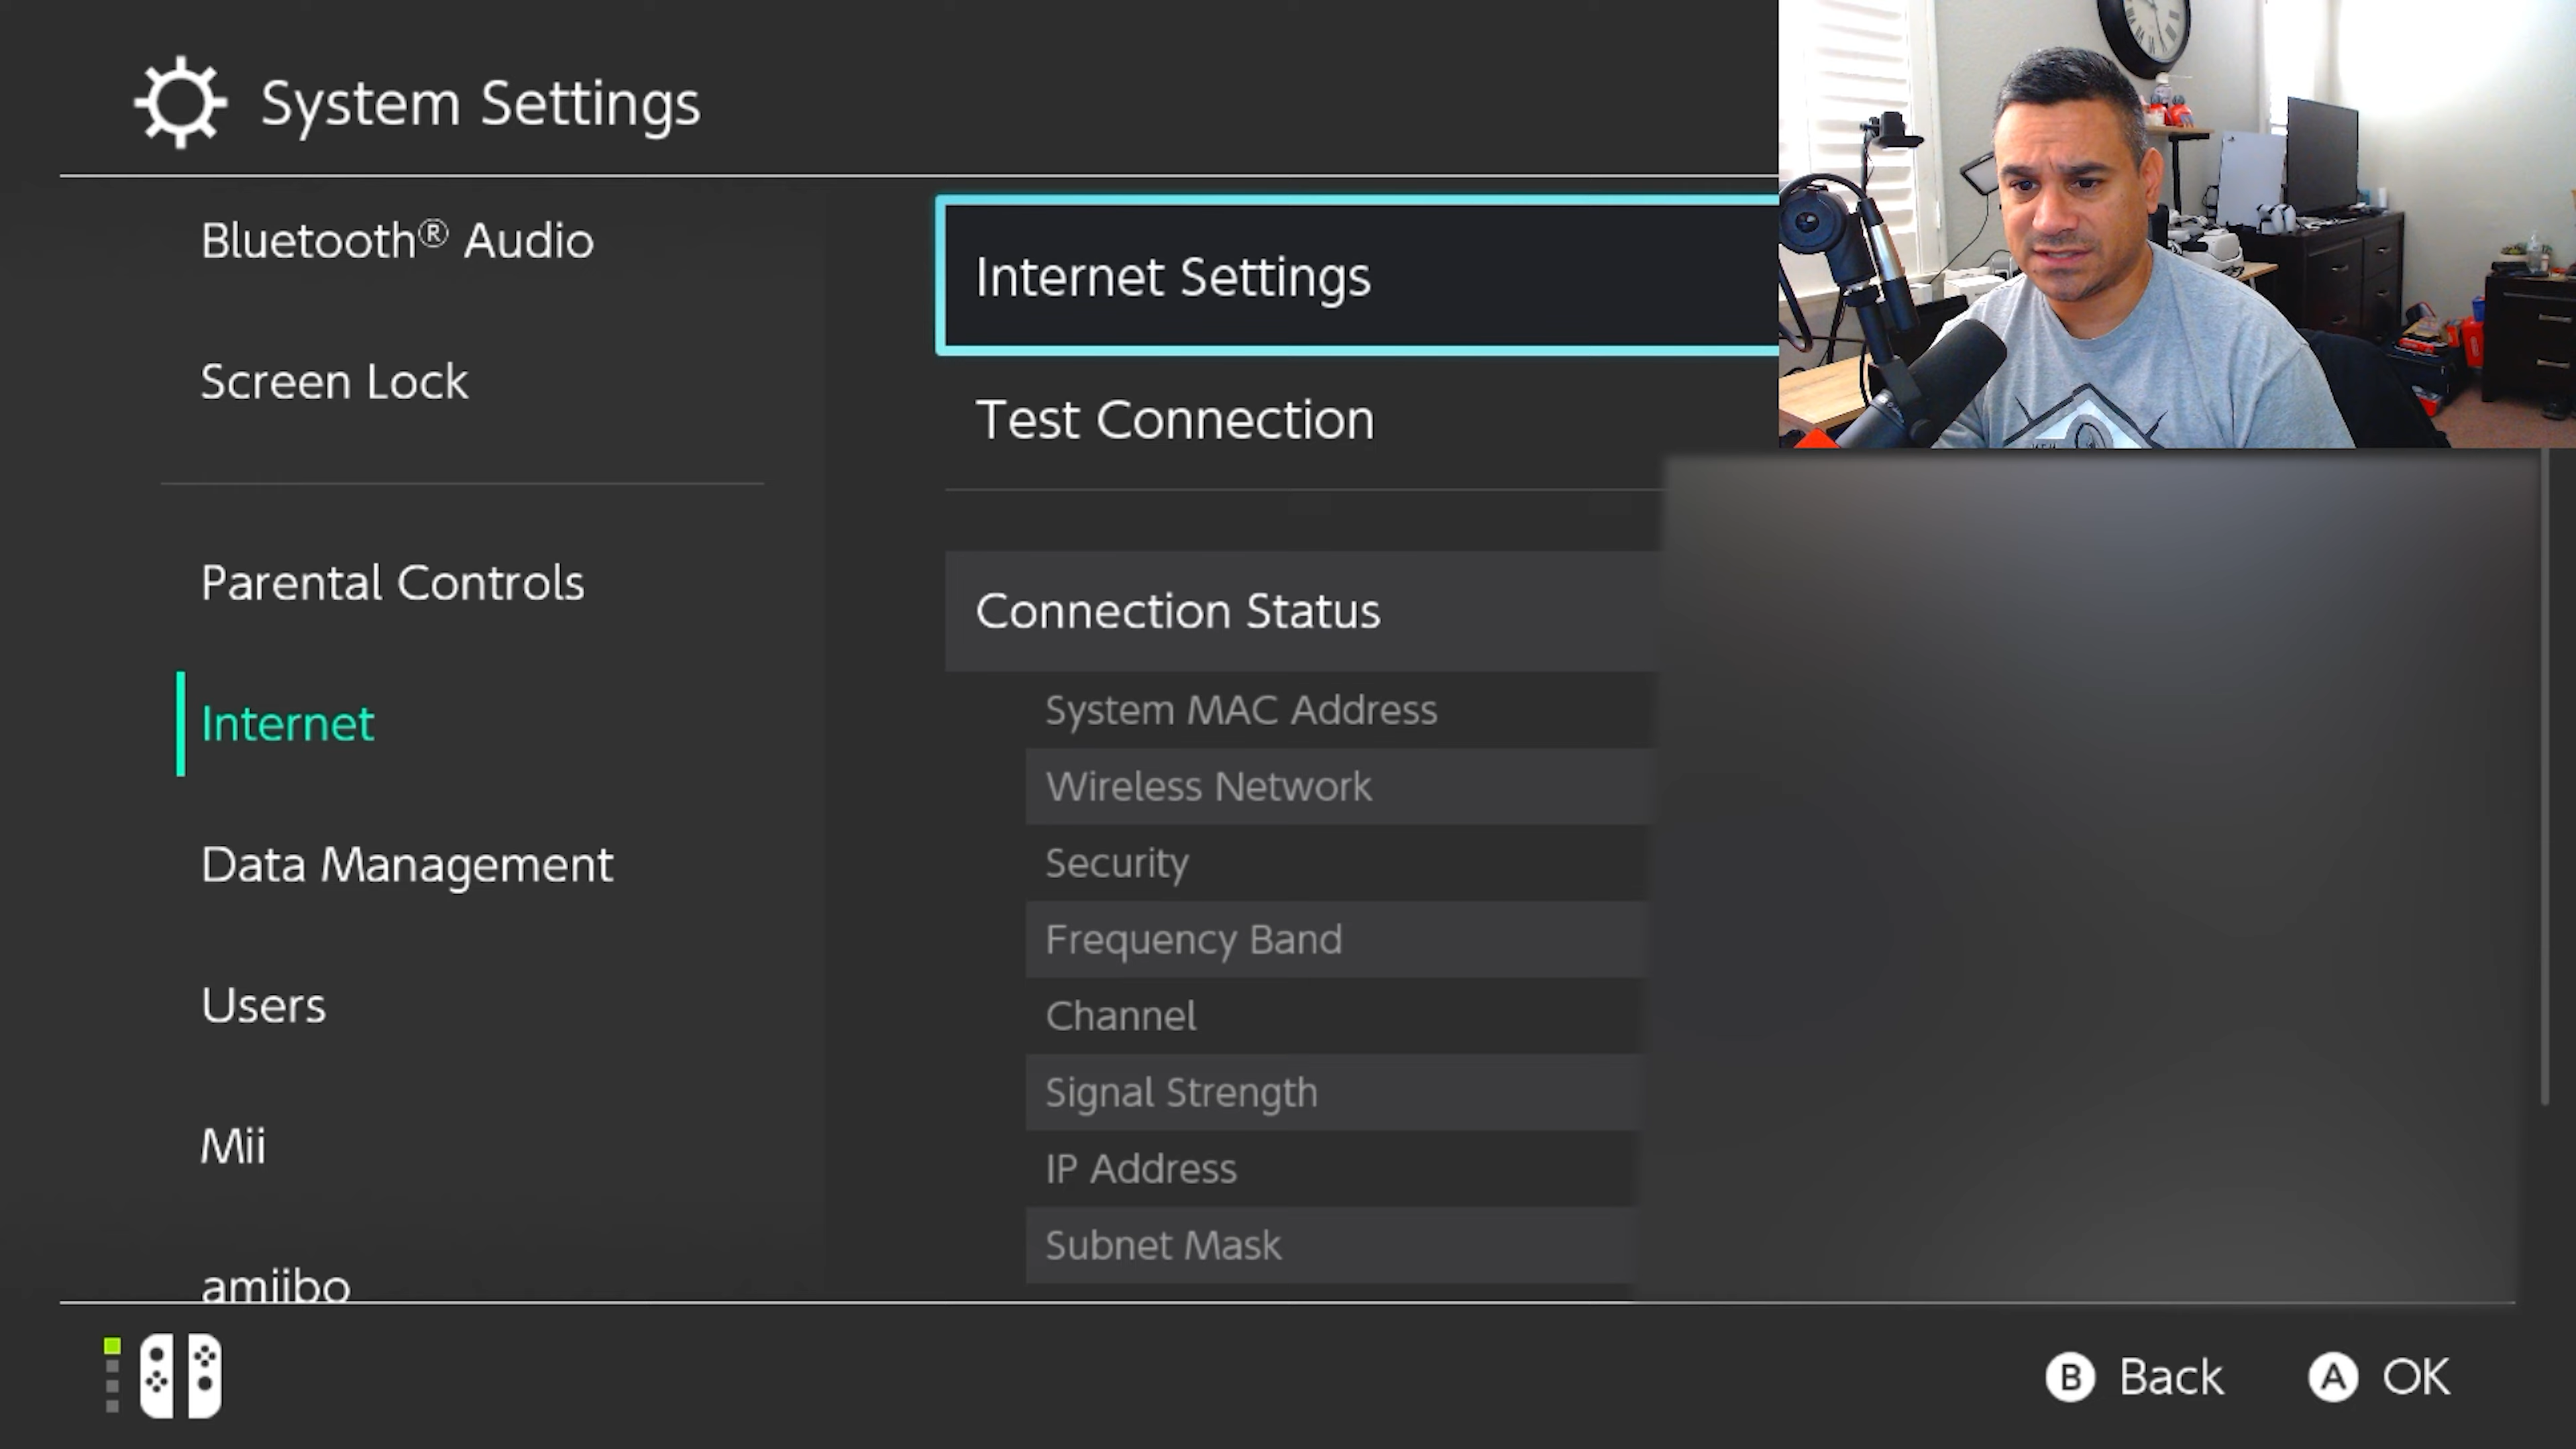 System Settings
Bluetooth® Audio
Screen Lock
Parental Controls
Internet
Data Management
Users
Mii
amiibo
Internet Settings
Test Connection
Connection Status
System MAC Address
Wireless Network
Security
Frequency Band
Channel
Signal Strength
IP Address
Subnet Mask
B Back
A OK